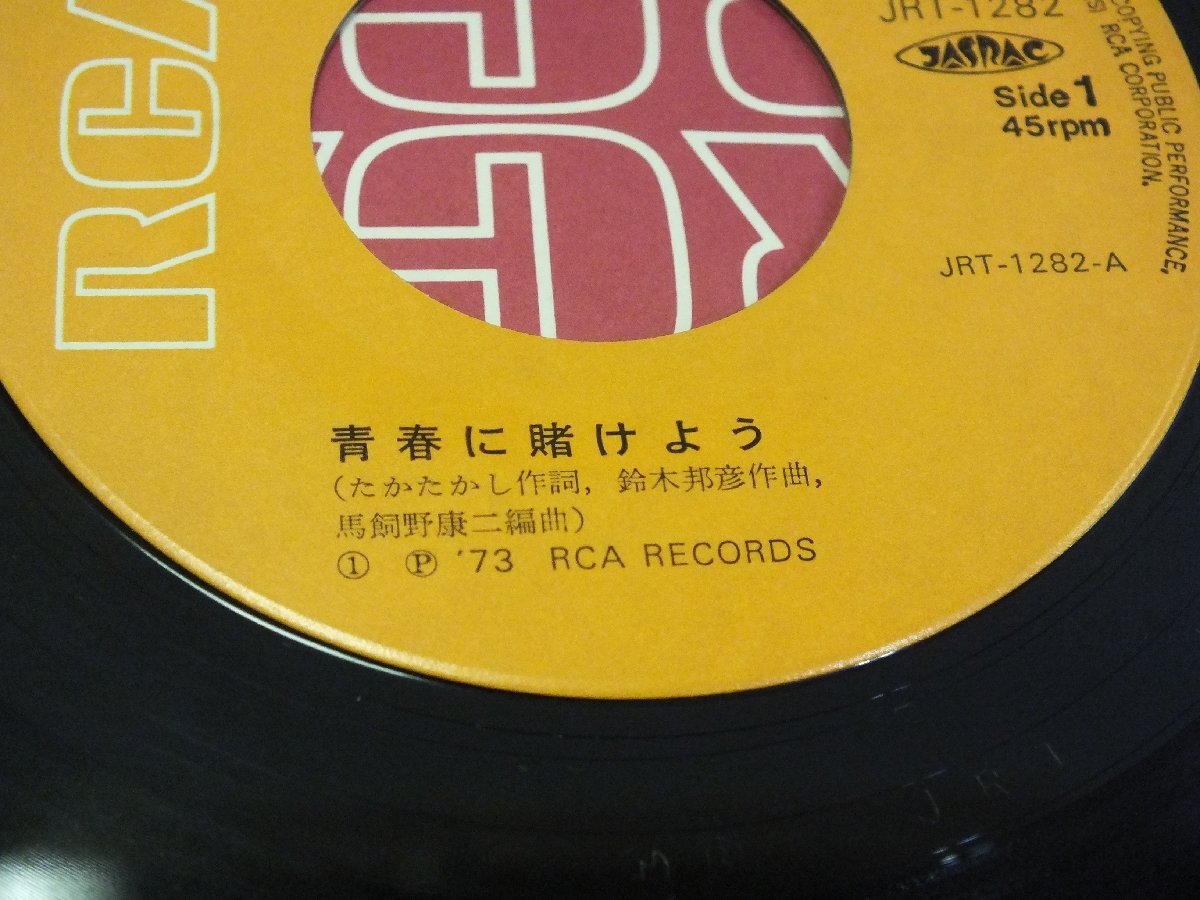 RCA
JRT-1282
JASRAC
Side 1
45rpm
COPYING PUBLIC PERFORMANCE,
RCA CORPORATION.
JRT-1282-A
青春に賭けよう
(たかたかし作詞, 鈴木邦彦作曲,
馬飼野康二編曲)
① Ⓟ '73 RCA RECORDS